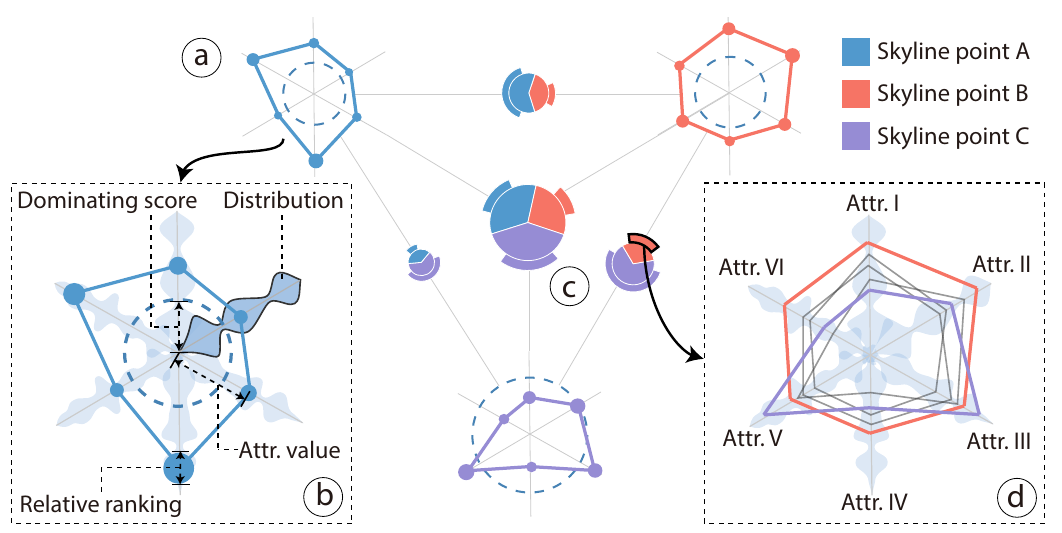 a
Skyline point A
Skyline point B
Skyline point C
Dominating score
Distribution
Attr. value
Relative ranking
b
c
Attr. I
Attr. VI
Attr. II
Attr. V
Attr. III
Attr. IV
d